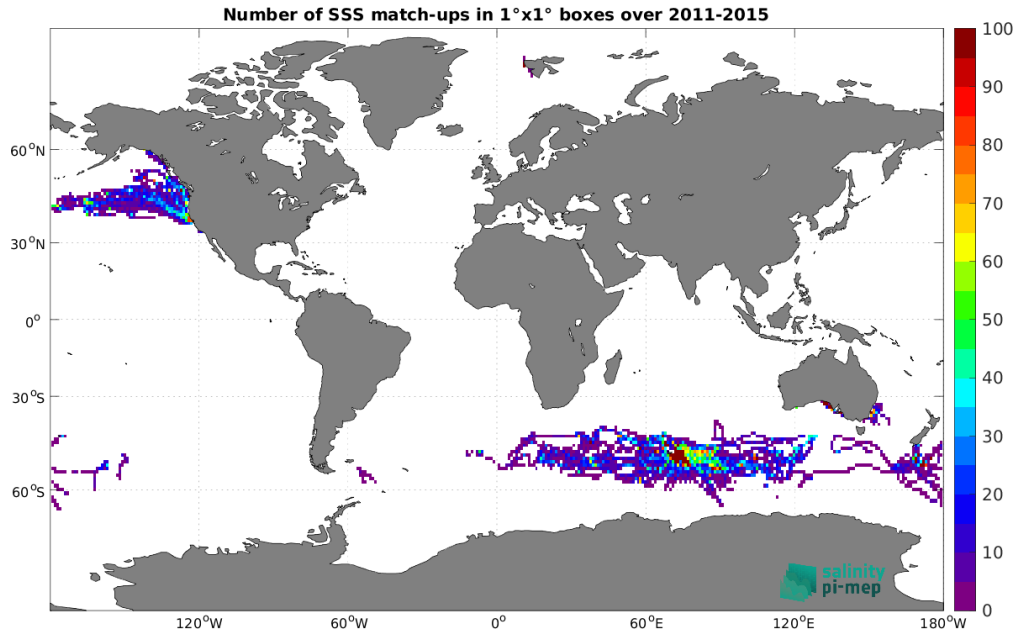 Number of SSS match-ups in 1°x1° boxes over 2011-2015
100
90
80
70
60
50
40
30
20
10
0
60°N
30°N
0°
30°S
60°S
salinity
pi-mep
120°W 60°W 0° 60°E 120°E 180°W